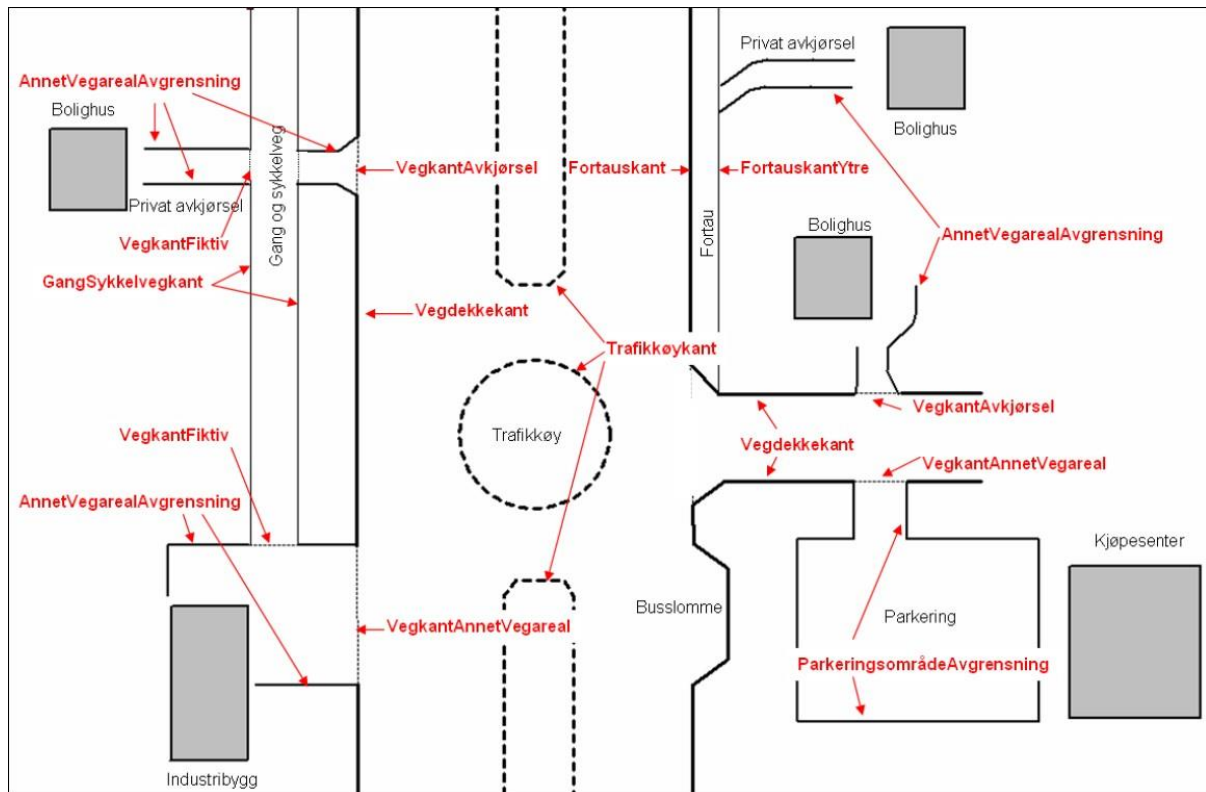 Privat avkjørsel
AnnetVegarealAvgrensning
Bolighus
Bolighus
Gang og sykkelveg
VegkantAvkjørsel
Fortauskant
FortauskantYtre
Privat avkjørsel
Fortau
Bolighus
AnnetVegarealAvgrensning
VegkantFiktiv
GangSykkelvegkant
Vegdekkekant
Trafikkøykant
VegkantAvkjørsel
VegkantFiktiv
Trafikkøy
Vegdekkekant
VegkantAnnetVegareal
AnnetVegarealAvgrensning
Kjøpesenter
Busslomme
Parkering
VegkantAnnetVegareal
ParkeringsområdeAvgrensning
Industribygg